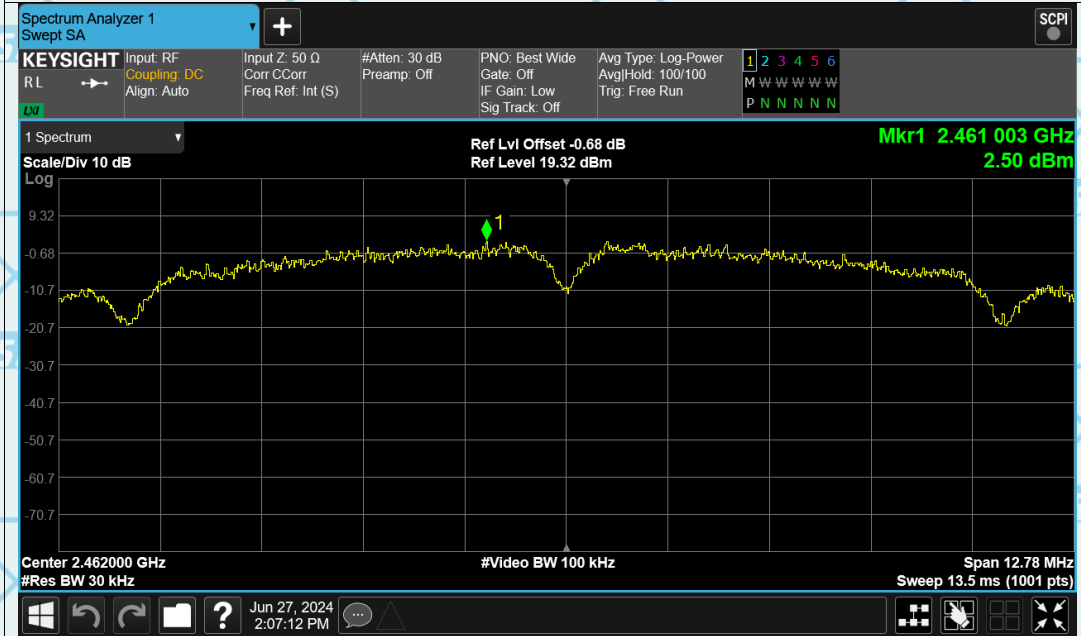 Spectrum Analyzer 1
Swept SA
+
SCPI
KEYSIGHT
R L
LXI
Input: RF
Coupling: DC
Align: Auto
Input Z: 50 Ω
Corr CCorr
Freq Ref: Int (S)
#Atten: 30 dB
Preamp: Off
PNO: Best Wide
Gate: Off
IF Gain: Low
Sig Track: Off
Avg Type: Log-Power
Avg|Hold: 100/100
Trig: Free Run
1 2 3 4 5 6
M W W W W W
P N N N N N
1 Spectrum
Scale/Div 10 dB
Log
Ref Lvl Offset -0.68 dB
Ref Level 19.32 dBm
Mkr1 2.461 003 GHz
2.50 dBm
1
9.32
-0.68
-10.7
-20.7
-30.7
-40.7
-50.7
-60.7
-70.7
Center 2.462000 GHz
#Res BW 30 kHz
#Video BW 100 kHz
Span 12.78 MHz
Sweep 13.5 ms (1001 pts)
?
Jun 27, 2024
2:07:12 PM